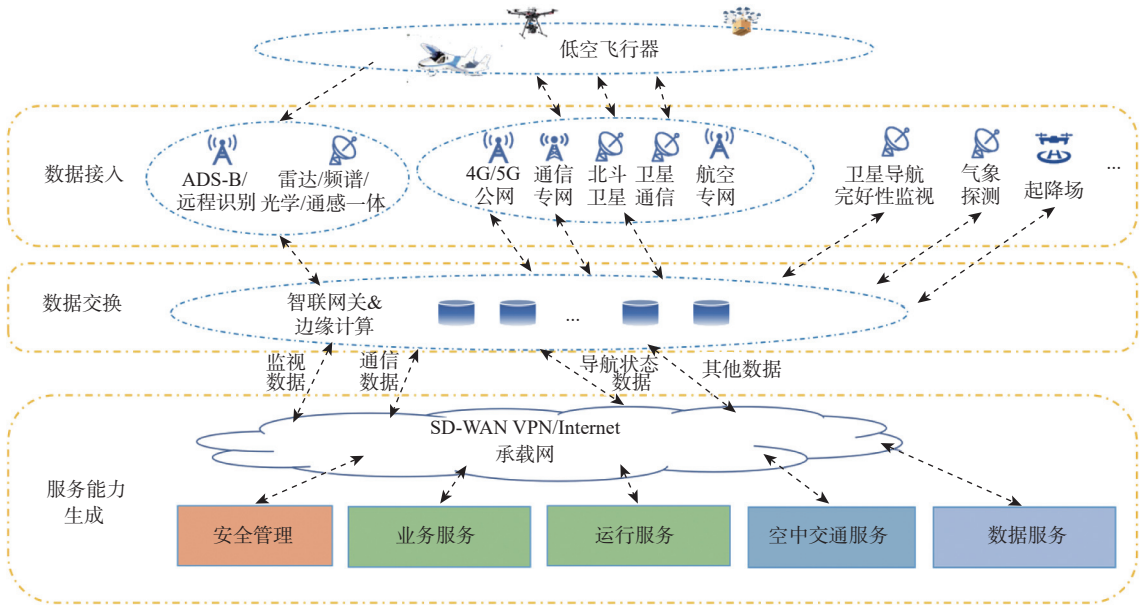 低空飞行器
数据接入
ADS-B/
远程识别
雷达/频谱/
光学/通感一体
4G/5G
公网
通信
专网
北斗
卫星
卫星
通信
航空
专网
卫星导航
完好性监视
气象
探测
起降场
...
数据交换
智联网关&
边缘计算
...
监视
数据
通信
数据
导航状态
数据
其他数据
SD-WAN VPN/Internet
承载网
服务能力
生成
安全管理
业务服务
运行服务
空中交通服务
数据服务